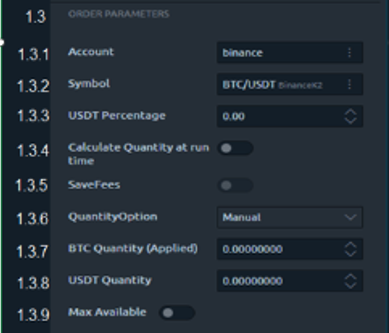 1.3 ORDER PARAMETERS
1.3.1 Account binance
1.3.2 Symbol BTC/USDT BinanceK2
1.3.3 USDT Percentage 0.00
1.3.4 Calculate Quantity at run
time
1.3.5 SaveFees
1.3.6 QuantityOption Manual
1.3.7 BTC Quantity (Applied) 0.00000000
1.3.8 USDT Quantity 0.00000000
1.3.9 Max Available